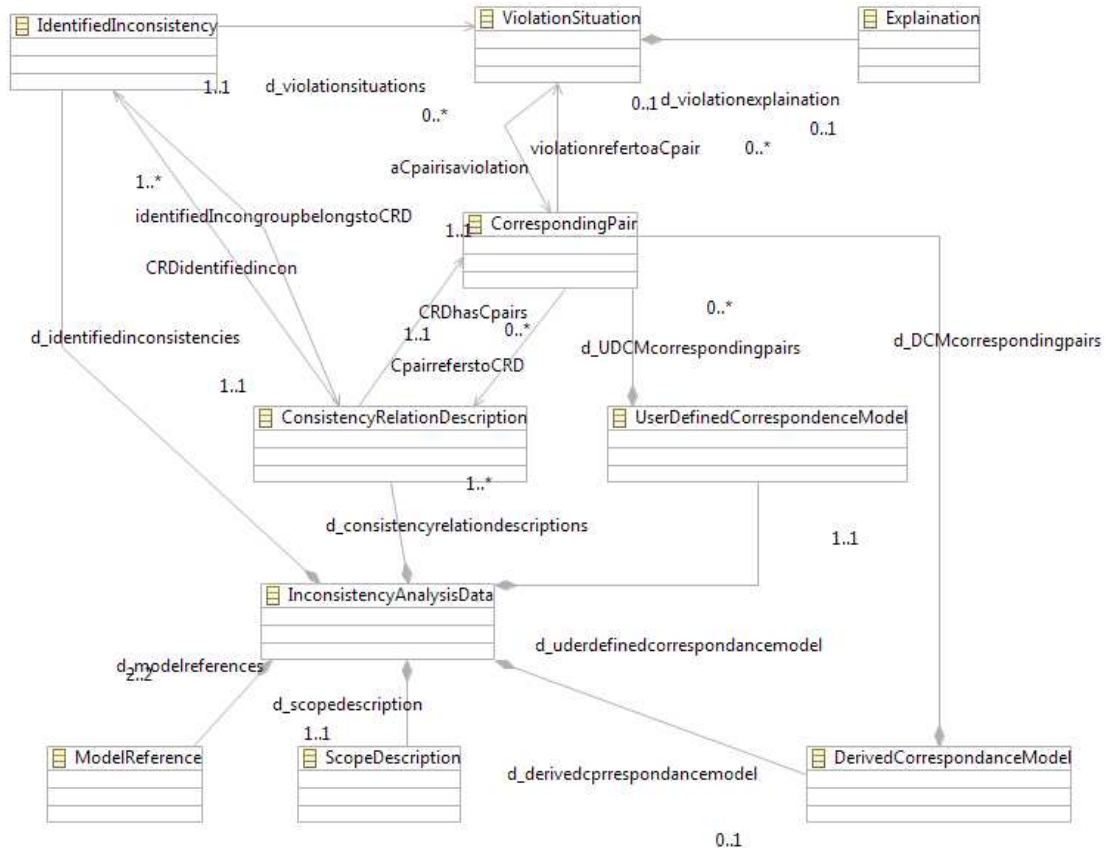 IdentifiedInconsistency
ViolationSituation
Explaination
1..1
d_violationsituations
0..*
0..1
d_violationexplaination
0..1
violationrefertoaCpair
0..*
aCpairisaviolation
1..*
identifiedIncongroupbelongstoCRD
1..1
CorrespondingPair
CRDidentifiedincon
CRDhasCpairs
0..*
1..1
0..*
d_identifiedinconsistencies
d_UDCMcorrespondingpairs
d_DCMcorrespondingpairs
CpairreferstoCRD
1..1
ConsistencyRelationDescription
UserDefinedCorrespondenceModel
1..*
d_consistencyrelationdescriptions
1..1
InconsistencyAnalysisData
d_uderdefinedcorrespondancemodel
d_modelreferences
2..2
d_scopedescription
1..1
ModelReference
ScopeDescription
DerivedCorrespondanceModel
d_derivedcprrespondancemodel
0..1